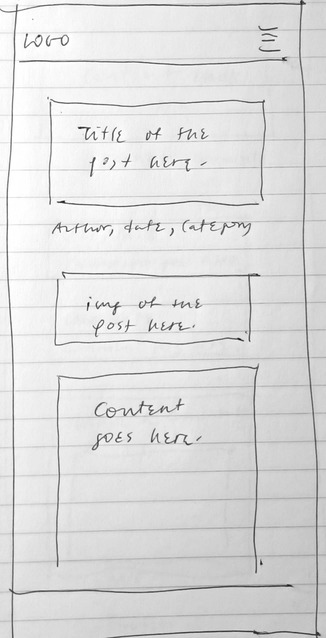 LOGO
Title of the
post here.
Author, date, Category
img of the
post here.
Content
goes here.